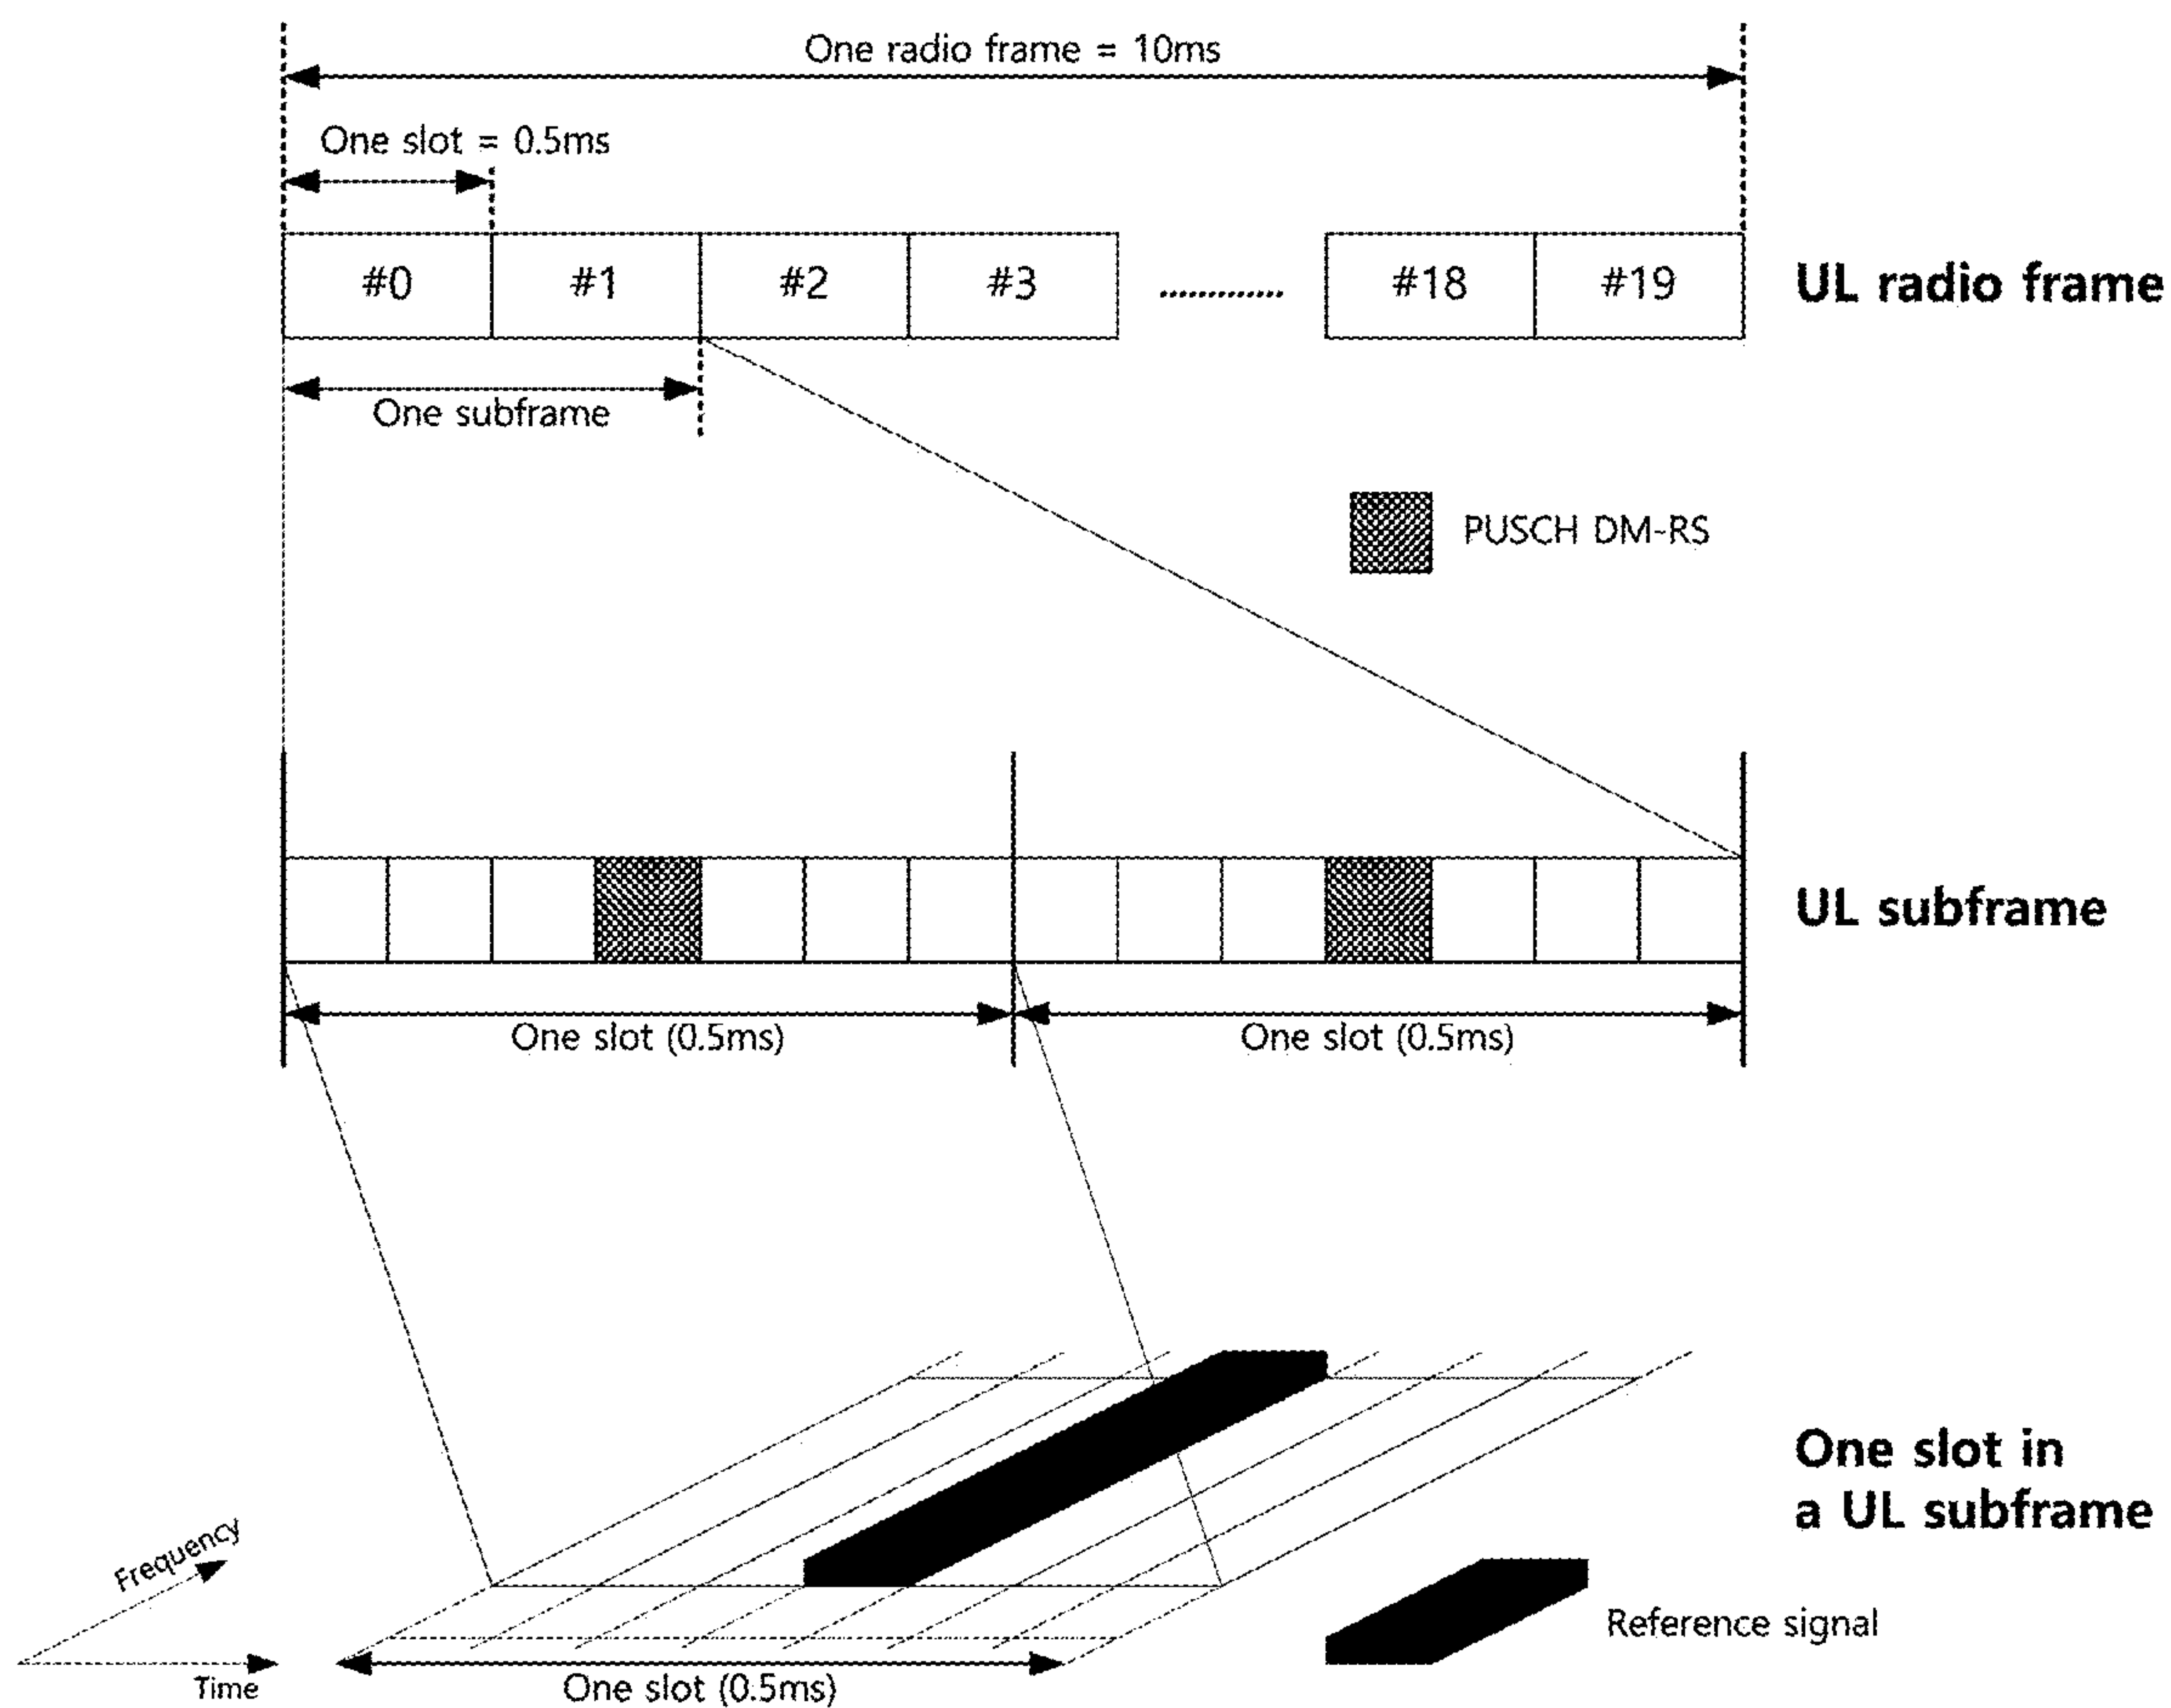 One radio frame = 10ms
One slot = 0.5ms
#0 #1 #2 #3 ............. #18 #19
UL radio frame
One subframe
PUSCH DM-RS
UL subframe
One slot (0.5ms) One slot (0.5ms)
One slot in
a UL subframe
Frequency
Reference signal
Time
One slot (0.5ms)